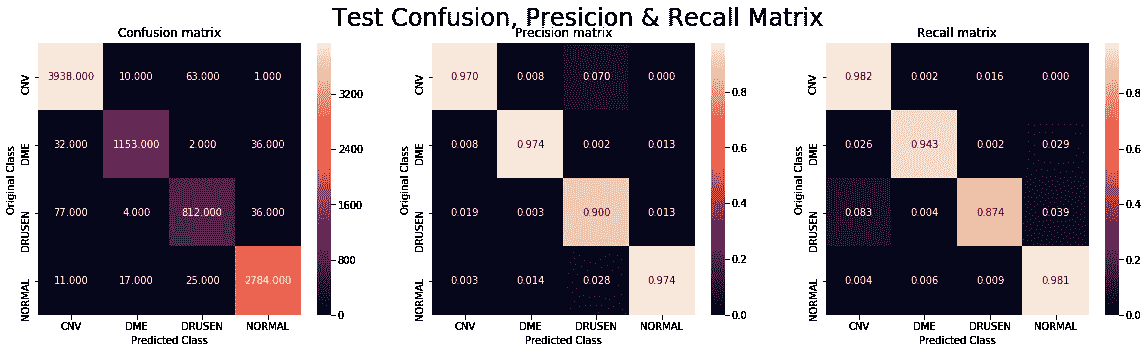 Test Confusion, Presicion & Recall Matrix
Confusion matrix
3938.000 10.000 63.000 1.000
32.000 1153.000 2.000 36.000
77.000 4.000 812.000 36.000
11.000 17.000 25.000 2784.000
CNV
DME
DRUSEN
NORMAL
Original Class
CNV DME DRUSEN NORMAL
Predicted Class
3200
2400
1600
800
0
Precision matrix
0.970 0.008 0.070 0.000
0.008 0.974 0.002 0.013
0.019 0.003 0.900 0.013
0.003 0.014 0.028 0.974
CNV
DME
DRUSEN
NORMAL
Original Class
CNV DME DRUSEN NORMAL
Predicted Class
0.8
0.6
0.4
0.2
0.0
Recall matrix
0.982 0.002 0.016 0.000
0.026 0.943 0.002 0.029
0.083 0.004 0.874 0.039
0.004 0.006 0.009 0.981
CNV
DME
DRUSEN
NORMAL
Original Class
CNV DME DRUSEN NORMAL
Predicted Class
0.8
0.6
0.4
0.2
0.0